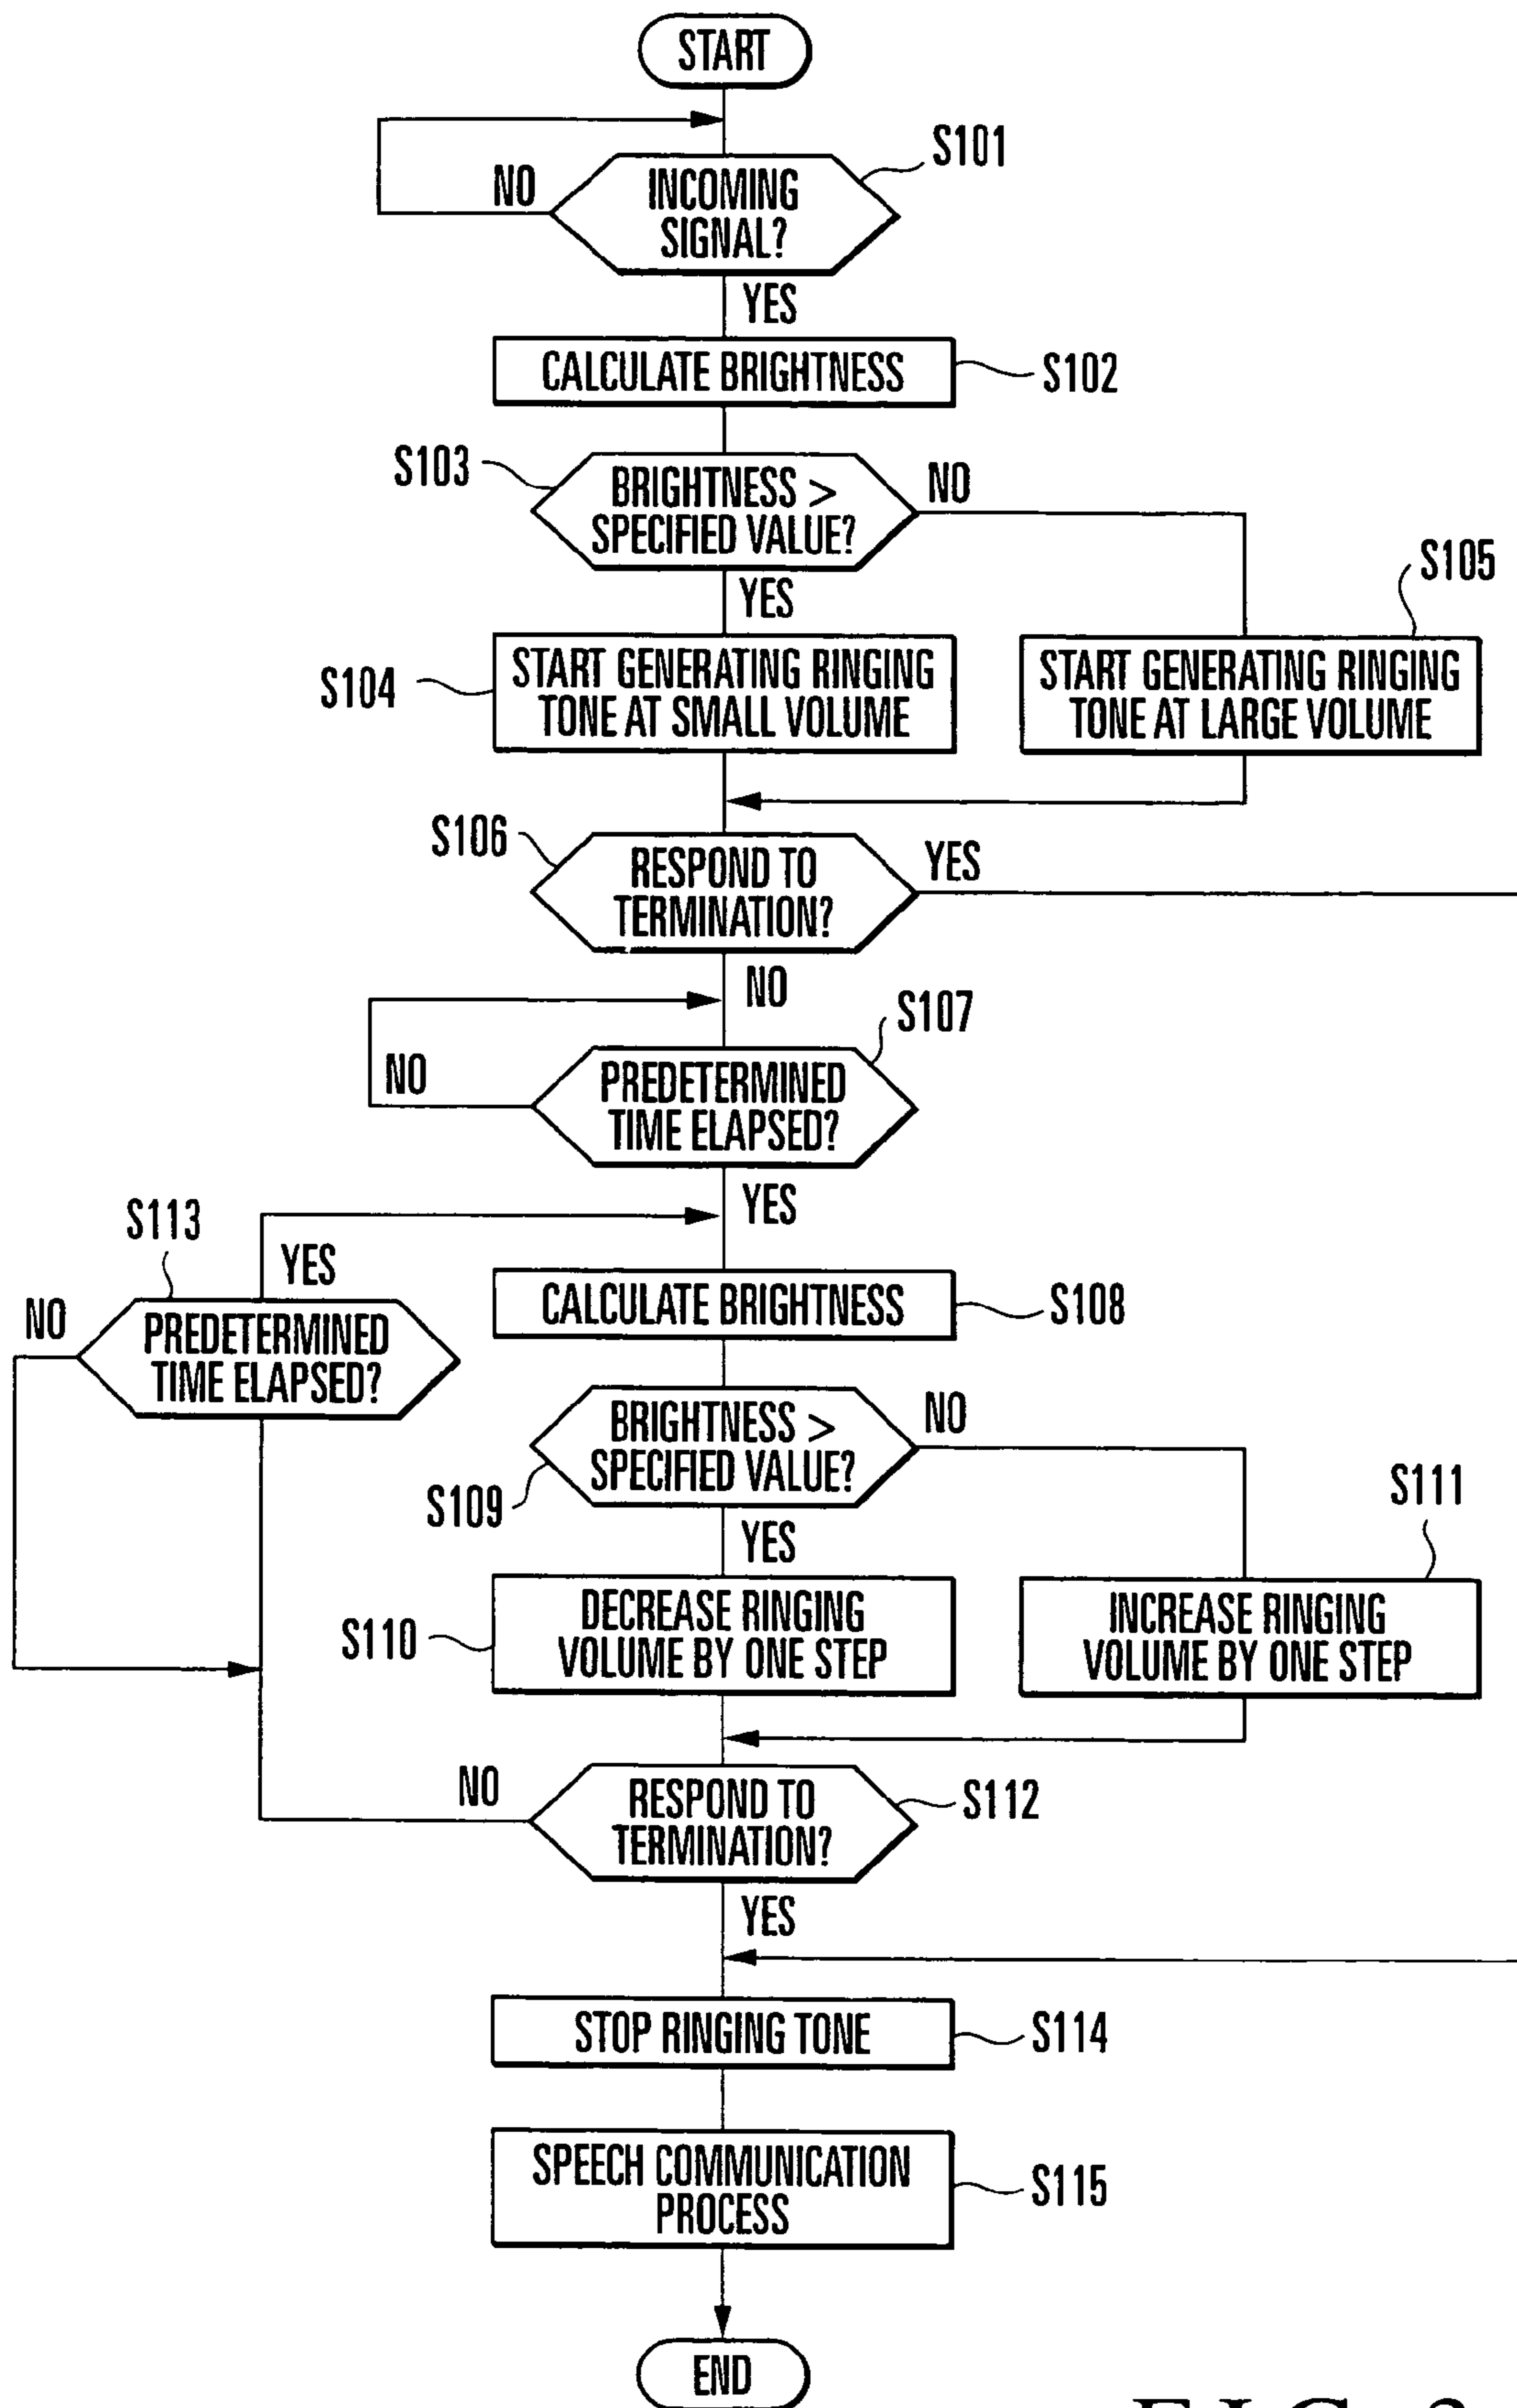 START
S101
NO
INCOMING
SIGNAL?
YES
CALCULATE BRIGHTNESS
S102
S103
BRIGHTNESS >
SPECIFIED VALUE?
NO
YES
S105
S104
START GENERATING RINGING
TONE AT SMALL VOLUME
START GENERATING RINGING
TONE AT LARGE VOLUME
S106
RESPOND TO
TERMINATION?
YES
NO
S107
NO
PREDETERMINED
TIME ELAPSED?
YES
S113
YES
NO
PREDETERMINED
TIME ELAPSED?
CALCULATE BRIGHTNESS
S108
BRIGHTNESS >
SPECIFIED VALUE?
NO
S109
YES
S111
S110
DECREASE RINGING
VOLUME BY ONE STEP
INCREASE RINGING
VOLUME BY ONE STEP
NO
RESPOND TO
TERMINATION?
S112
YES
STOP RINGING TONE
S114
SPEECH COMMUNICATION
PROCESS
S115
END